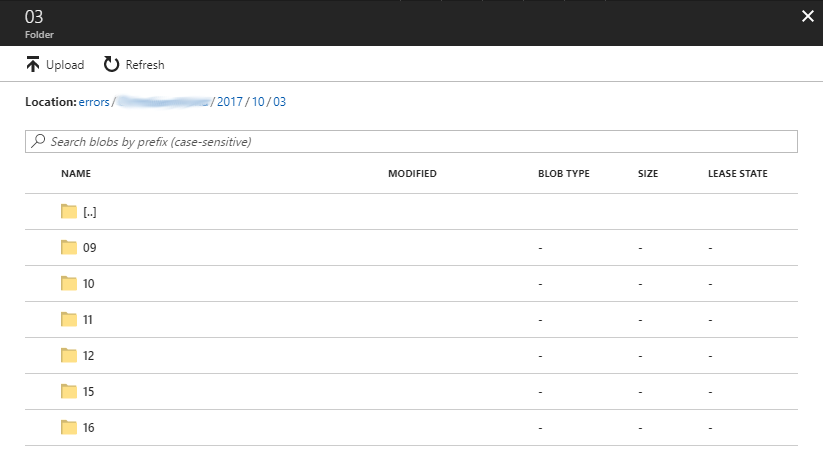 03
Folder
Upload Refresh
Location: errors / / 2017 / 10 / 03
Search blobs by prefix (case-sensitive)
NAME MODIFIED BLOB TYPE SIZE LEASE STATE
[..]
09 - - -
10 - - -
11 - - -
12 - - -
15 - - -
16 - - -